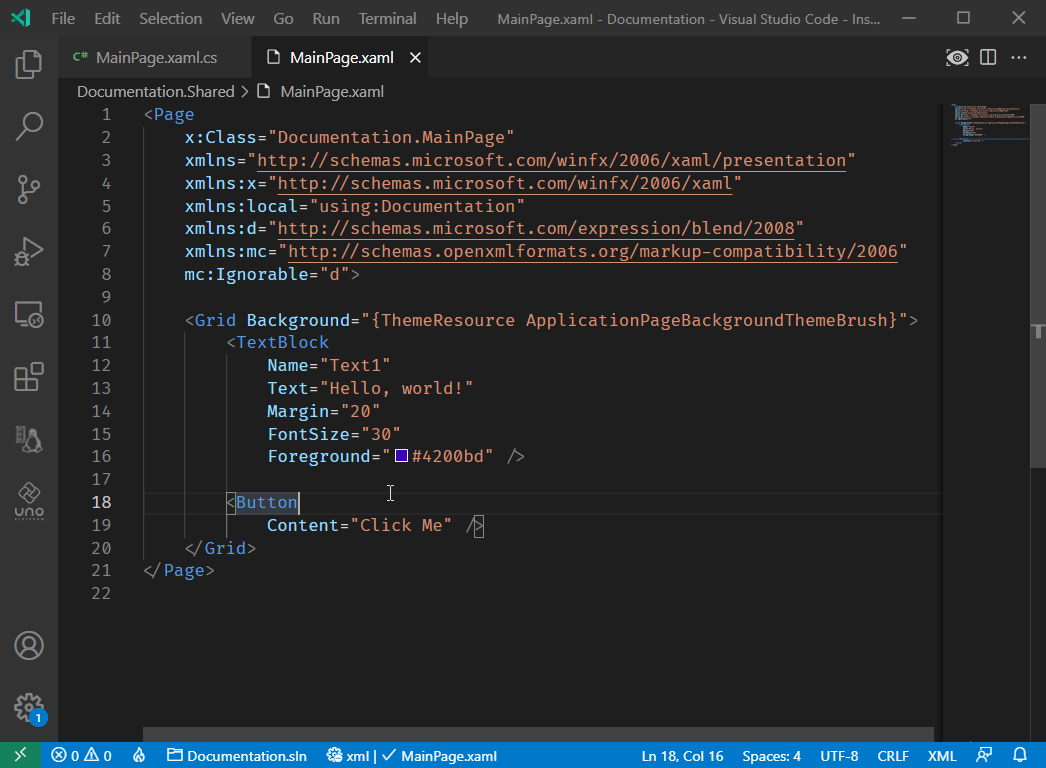 File Edit Selection View Go Run Terminal Help MainPage.xaml - Documentation - Visual Studio Code - Ins...
C# MainPage.xaml.cs MainPage.xaml
Documentation.Shared > MainPage.xaml
1 <Page
2 x:Class="Documentation.MainPage"
3 xmlns="http://schemas.microsoft.com/winfx/2006/xaml/presentation"
4 xmlns:x="http://schemas.microsoft.com/winfx/2006/xaml"
5 xmlns:local="using:Documentation"
6 xmlns:d="http://schemas.microsoft.com/expression/blend/2008"
7 xmlns:mc="http://schemas.openxmlformats.org/markup-compatibility/2006"
8 mc:Ignorable="d">
9
10 <Grid Background="{ThemeResource ApplicationPageBackgroundThemeBrush}">
11 <TextBlock
12 Name="Text1"
13 Text="Hello, world!"
14 Margin="20"
15 FontSize="30"
16 Foreground="#4200bd" />
17
18 <Button
19 Content="Click Me" />
20 </Grid>
21 </Page>
22
uno
PLATFORM
1
0 0 Documentation.sln xml | MainPage.xaml Ln 18, Col 16 Spaces: 4 UTF-8 CRLF XML